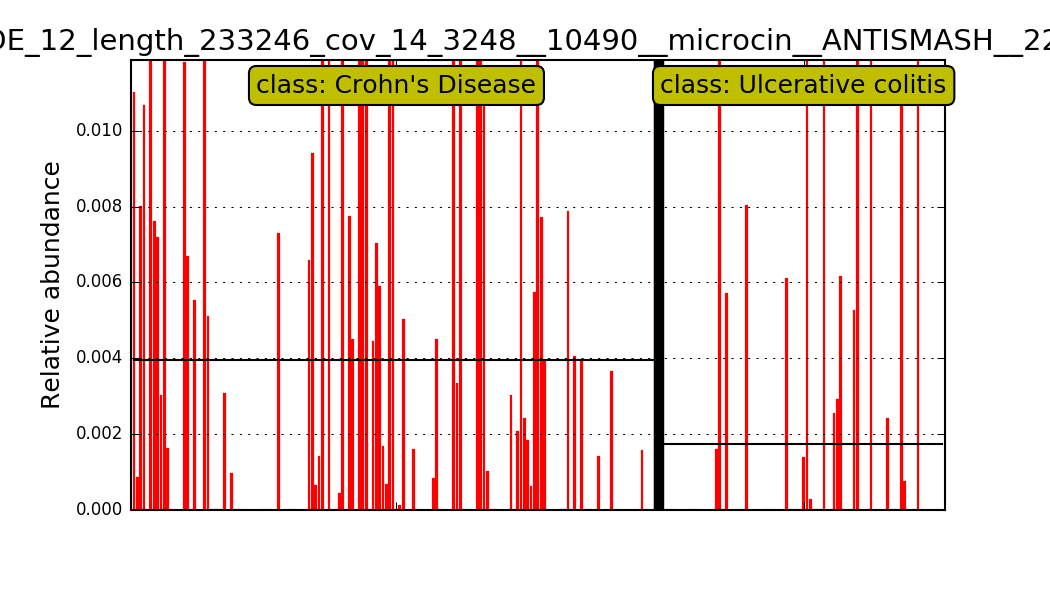 DE_12_length_233246_cov_14_3248__10490__microcin__ANTISMASH__22
class: Crohn's Disease
class: Ulcerative colitis
0.010
0.008
0.006
0.004
0.002
0.000
Relative abundance